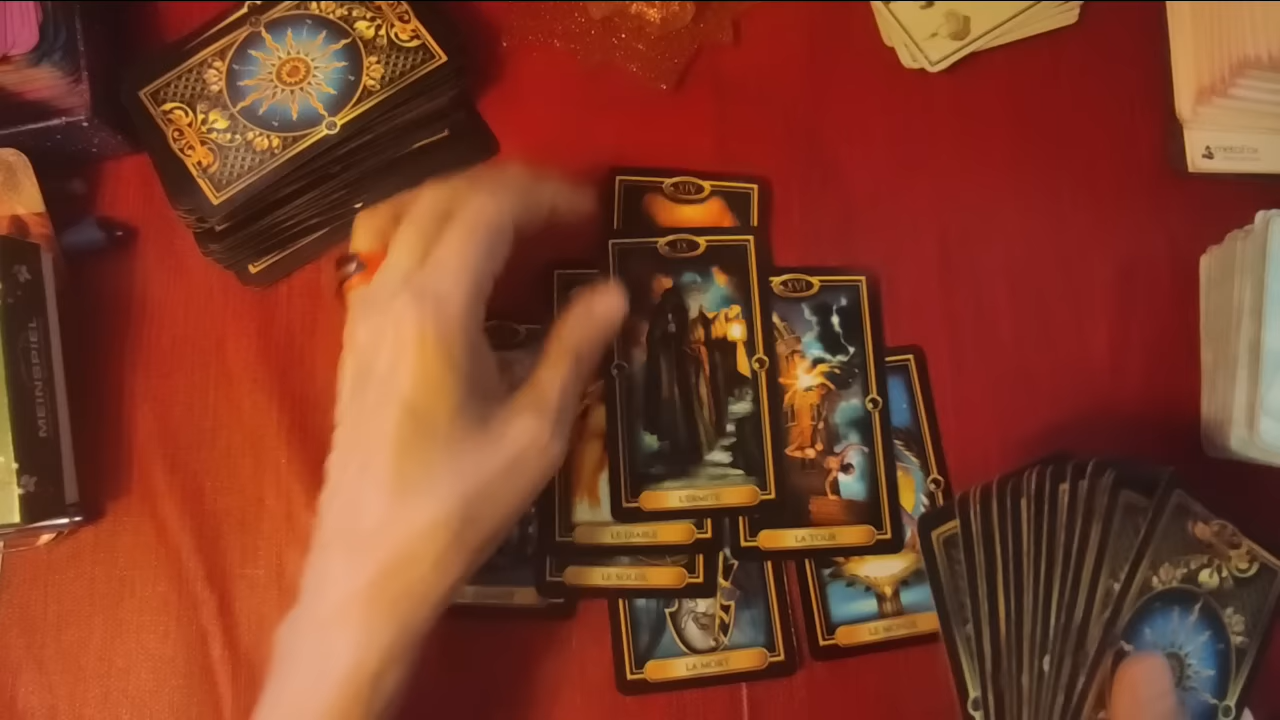 XIV
IX
XVI
L'ERMITE
LE DIABLE
LA TOUR
LE SOLEIL
LE MONDE
LA MORT
MEINSPIEL